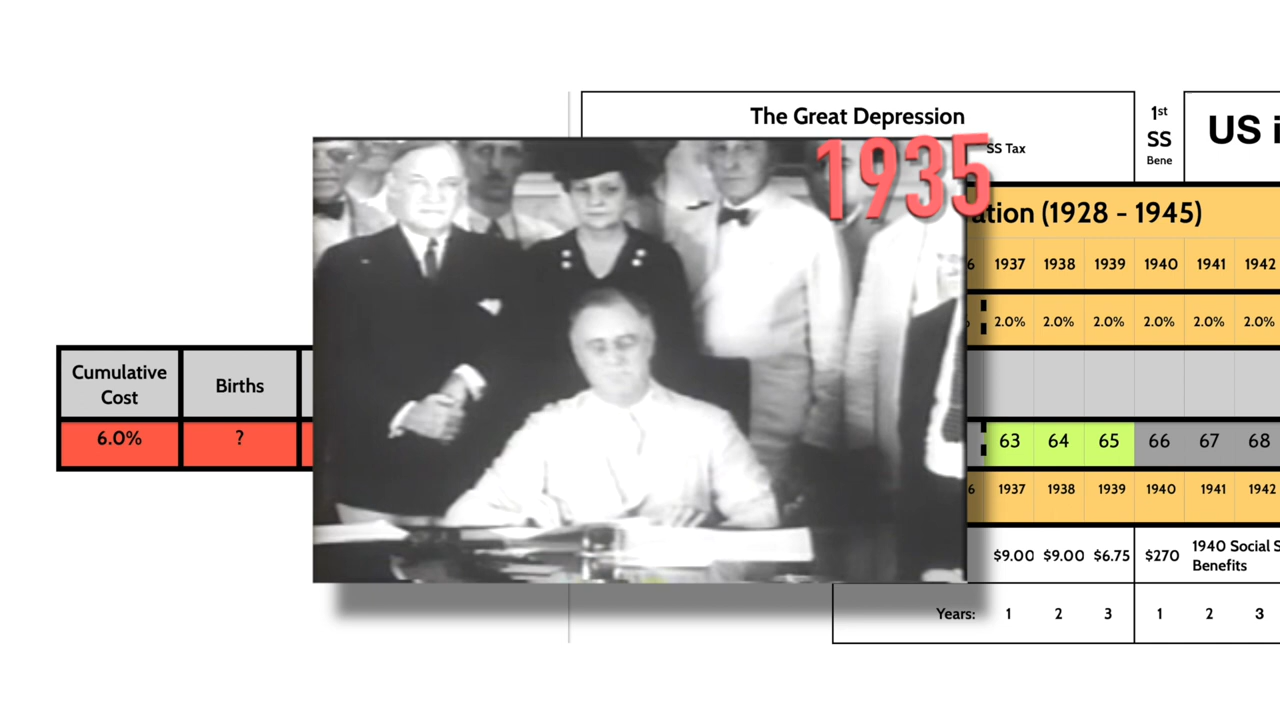 The Great Depression
1st
SS
Bene
US i
1935
SS Tax
ation (1928 - 1945)
6 1937 1938 1939 1940 1941 1942
2.0% 2.0% 2.0% 2.0% 2.0% 2.0%
Cumulative
Cost
Births
6.0% ?
63 64 65 66 67 68
6 1937 1938 1939 1940 1941 1942
$9.00 $9.00 $6.75 $270
1940 Social S
Benefits
Years: 1 2 3 1 2 3